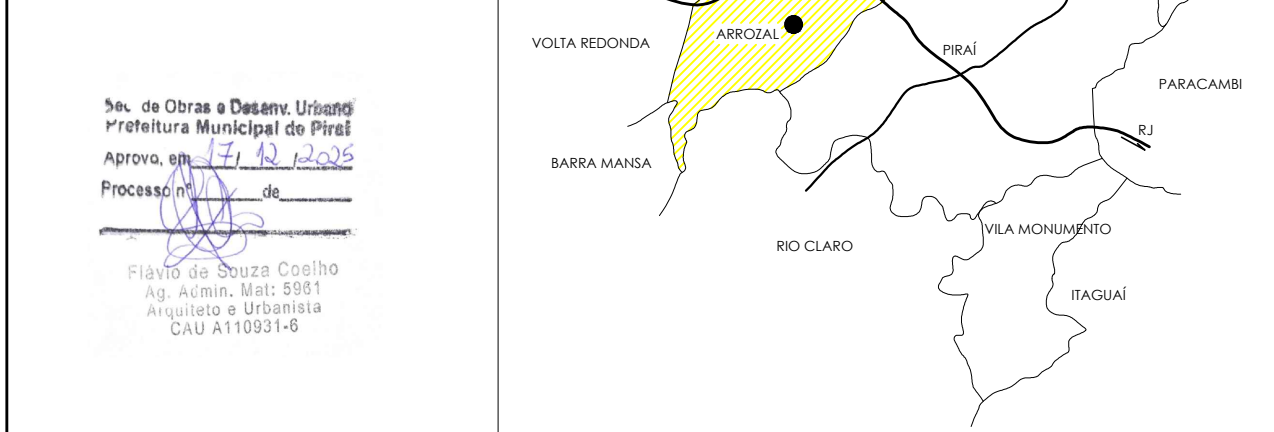 Sec. de Obras e Desenv. Urbano
Prefeitura Municipal de Piraí
Aprovo, em 17/ 12 /2025
Processo nº ______ de ______
Flávio de Souza Coelho
Ag. Admin. Mat: 5961
Arquiteto e Urbanista
CAU A110931-6
ARROZAL
VOLTA REDONDA
PIRAÍ
PARACAMBI
RJ
BARRA MANSA
VILA MONUMENTO
RIO CLARO
ITAGUAÍ